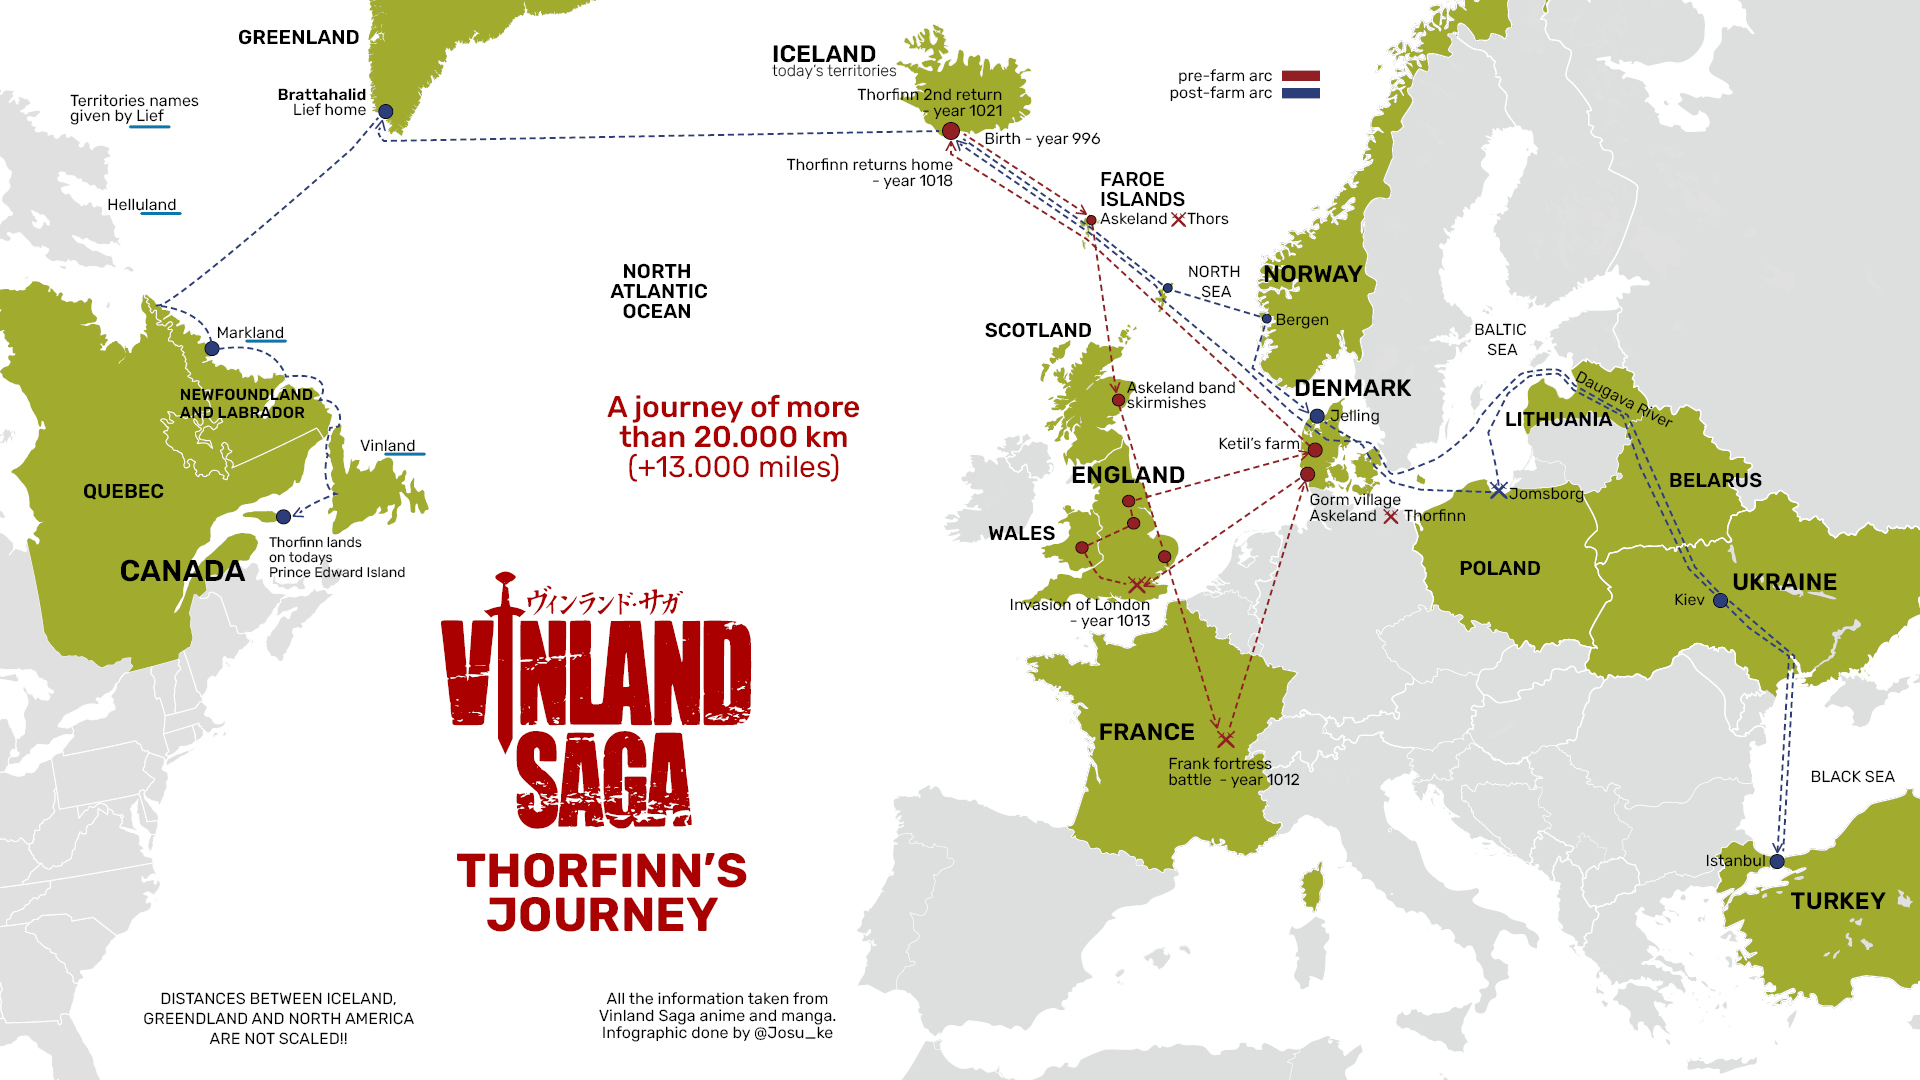 GREENLAND
Brattahalid
Lief home
Territories names
given by Lief
Helluland
ICELAND
today's territories
Thorfinn 2nd return
- year 1021
Birth - year 996
Thorfinn returns home
- year 1018
pre-farm arc
post-farm arc
FAROE
ISLANDS
Askeland
Thors
NORTH
ATLANTIC
OCEAN
NORTH
SEA
NORWAY
Bergen
SCOTLAND
BALTIC
SEA
Markland
NEWFOUNDLAND
AND LABRADOR
Vinland
QUEBEC
CANADA
Thorfinn lands
on todays
Prince Edward Island
A journey of more
than 20.000 km
(+13.000 miles)
Askeland band
skirmishes
DENMARK
Jelling
Ketil's farm
Gorm village
Askeland
Thorfinn
Daugava River
LITHUANIA
Jomsborg
BELARUS
ENGLAND
WALES
Invasion of London
- year 1013
POLAND
UKRAINE
Kiev
FRANCE
Frank fortress
battle - year 1012
BLACK SEA
Istanbul
TURKEY
ヴィンランド・サガ
VINLAND
SAGA
THORFINN'S
JOURNEY
DISTANCES BETWEEN ICELAND,
GREENDLAND AND NORTH AMERICA
ARE NOT SCALED!!
All the information taken from
Vinland Saga anime and manga.
Infographic done by @Josu_ke